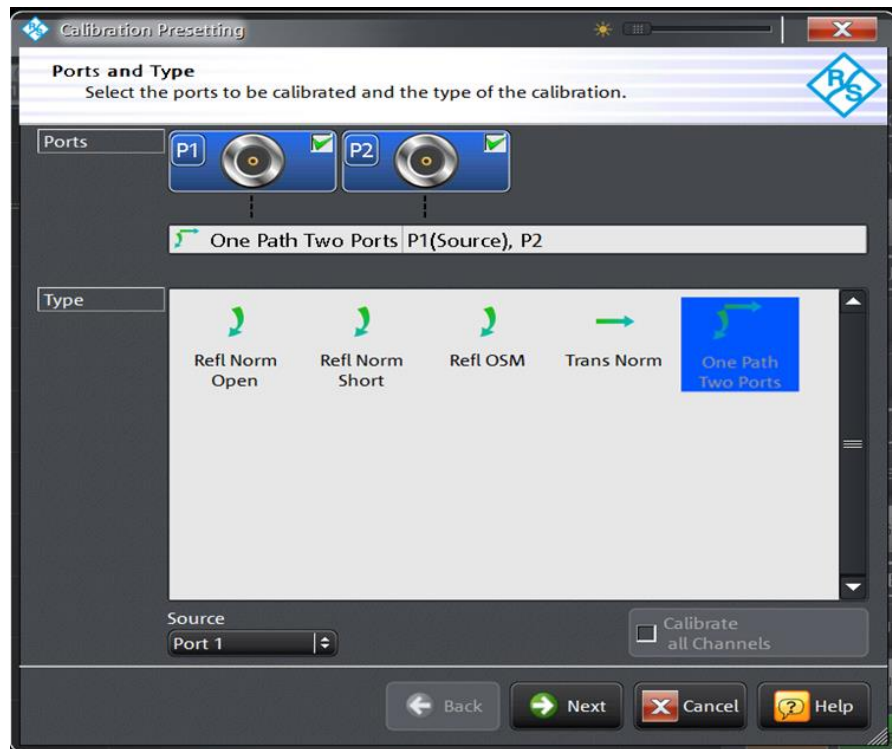 Calibration Presetting
Ports and Type
Select the ports to be calibrated and the type of the calibration.
R&S
Ports
P1
P2
One Path Two Ports P1(Source), P2
Type
Refl Norm Open
Refl Norm Short
Refl OSM
Trans Norm
One Path Two Ports
Source
Port 1
Calibrate all Channels
Back
Next
Cancel
Help